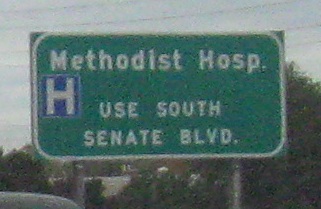 Methodist Hosp.
H
USE SOUTH
SENATE BLVD.